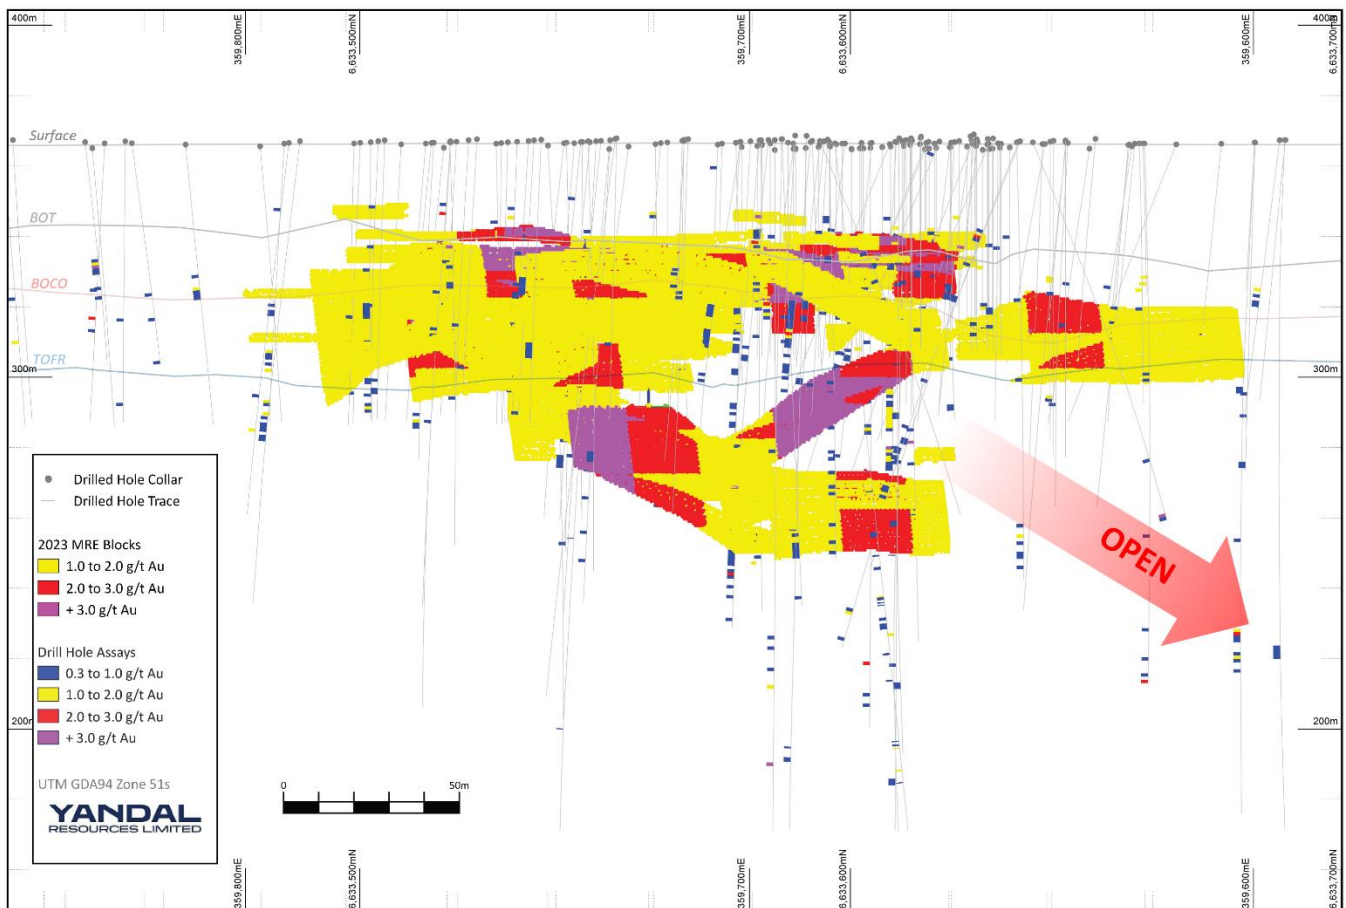 400m
359,800mE
6,633,500mN
359,700mE
6,633,600mN
359,600mE
6,633,700mN
400m
Surface
BOT
BOCO
TOFR
300m
300m
OPEN
Drilled Hole Collar
Drilled Hole Trace
2023 MRE Blocks
1.0 to 2.0 g/t Au
2.0 to 3.0 g/t Au
+ 3.0 g/t Au
Drill Hole Assays
0.3 to 1.0 g/t Au
1.0 to 2.0 g/t Au
2.0 to 3.0 g/t Au
+ 3.0 g/t Au
200m
200m
UTM GDA94 Zone 51s
YANDAL
RESOURCES LIMITED
0
50m
359,800mE
6,633,500mN
359,700mE
6,633,600mN
359,600mE
6,633,700mN